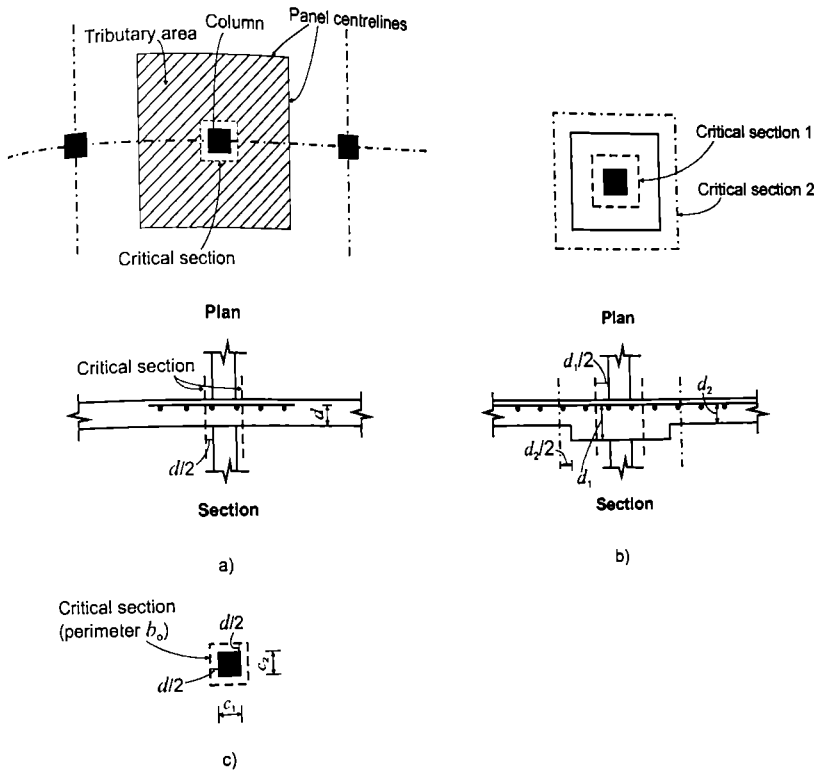 Column
Panel centrelines
Tributary area
Critical section
Plan
Critical section
d
d/2
Section
a)
Critical section 1
Critical section 2
Plan
d₁/2
d₂
d₂/2
d₁
Section
b)
Critical section
(perimeter bₒ)
d/2
d/2
c₂
c₁
c)